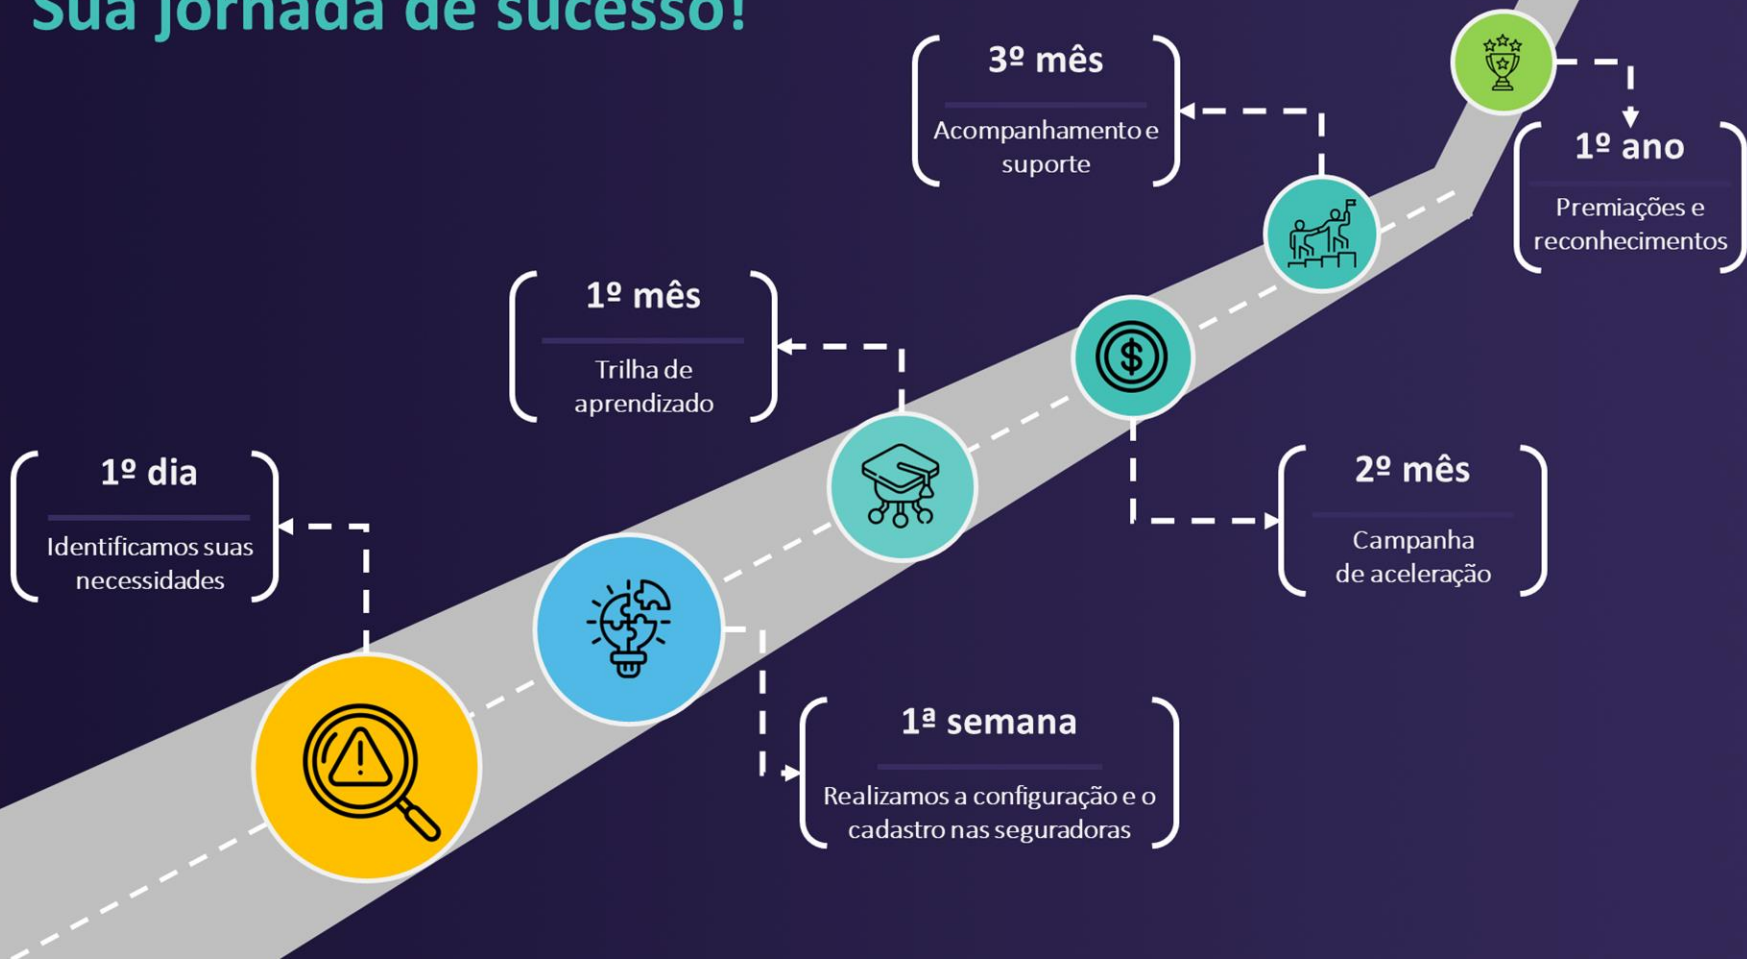 Sua jornada de sucesso!
1º dia
Identificamos suas
necessidades
1ª semana
Realizamos a configuração e o
cadastro nas seguradoras
1º mês
Trilha de
aprendizado
2º mês
Campanha
de aceleração
3º mês
Acompanhamento e
suporte
1º ano
Premiações e
reconhecimentos